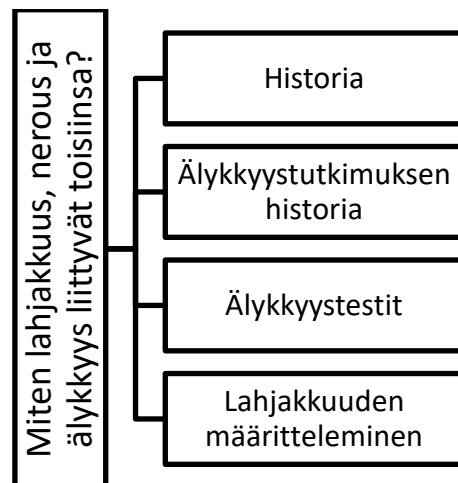 Miten lahjakkuus, nerous ja
älykkyys liittyvät toisiinsa?
Historia
Älykkyystutkimuksen
historia
Älykkyystestit
Lahjakkuuden
määritteleminen